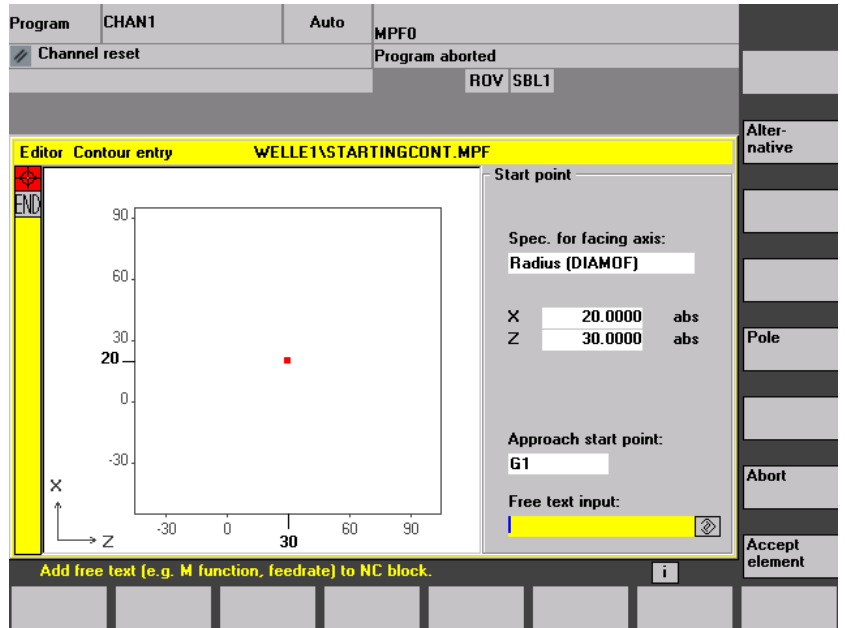 Program CHAN1 Auto MPF0
Channel reset Program aborted
ROV SBL1
Editor Contour entry WELLE1\STARTINGCONT.MPF
END
90
60
30
20
0
-30
X
Z
-30 0 30 60 90
Start point
Spec. for facing axis:
Radius (DIAMOF)
X 20.0000 abs
Z 30.0000 abs
Approach start point:
G1
Free text input:
Add free text (e.g. M function, feedrate) to NC block.
i
Alter-
native
Pole
Abort
Accept
element